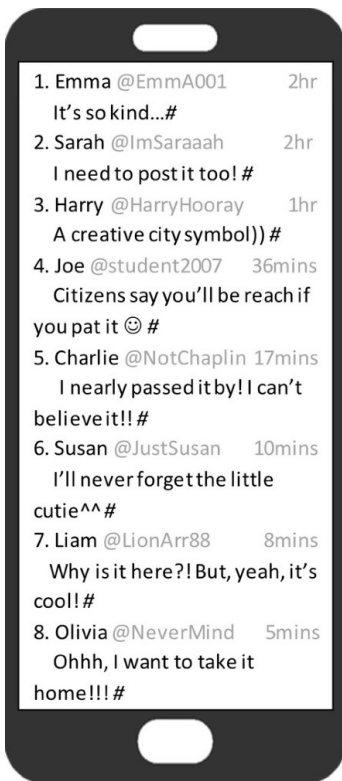 1. Emma @EmmA001 2hr
It's so kind...#
2. Sarah @ImSaraaah 2hr
I need to post it too! #
3. Harry @HarryHooray 1hr
A creative city symbol)) #
4. Joe @student2007 36mins
Citizens say you'll be reach if
you pat it ☺ #
5. Charlie @NotChaplin 17mins
I nearly passed it by! I can't
believe it!! #
6. Susan @JustSusan 10mins
I'll never forget the little
cutie^^ #
7. Liam @LionArr88 8mins
Why is it here?! But, yeah, it's
cool! #
8. Olivia @NeverMind 5mins
Ohhh, I want to take it
home!!! #